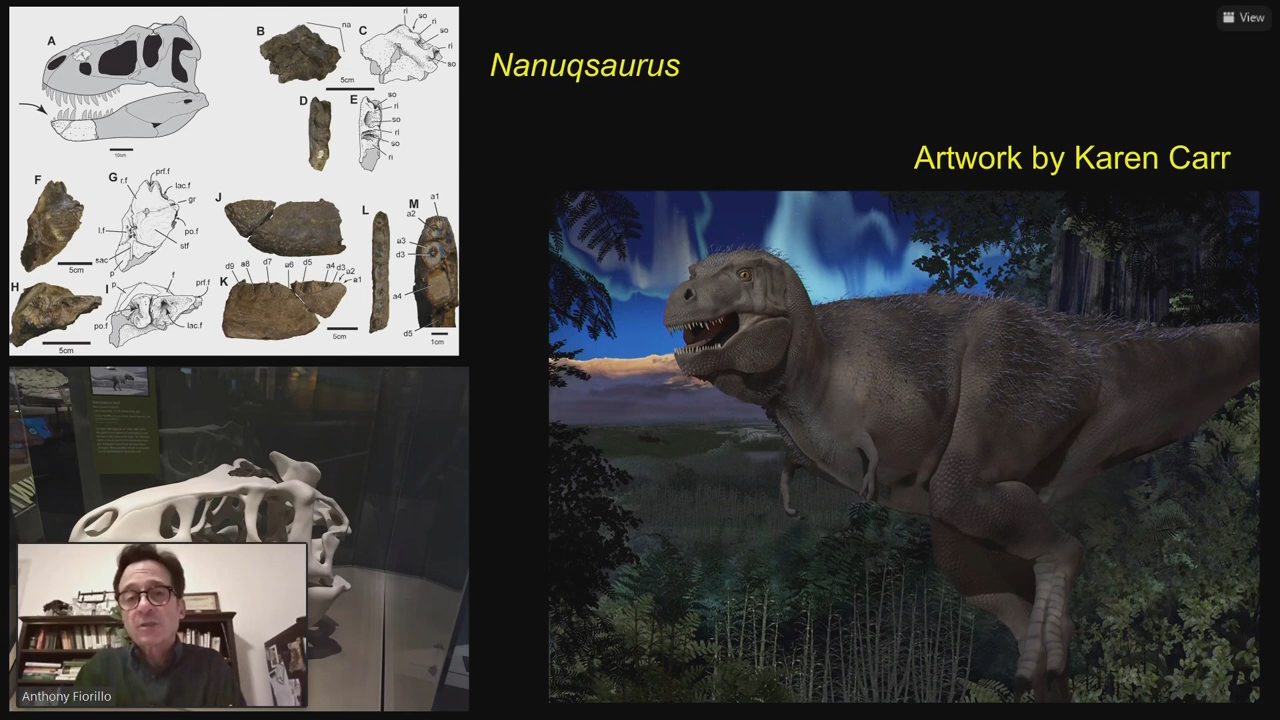 View
Nanuqsaurus
Artwork by Karen Carr
A
10cm
B
na
C
ri
so
ri
so
ri
so
5cm
D
E
so
ri
so
ri
so
ri
F
5cm
G
r.f
prf.f
lac.f
gr
po.f
stf
l.f
sac
p
H
5cm
I
p
f
prf.f
po.f
lac.f
J
K
d9
a8
d7
a6
d5
a4
d3
a2
a1
5cm
L
M
a1
a2
a3
d3
a4
d5
1cm
Anthony Fiorillo